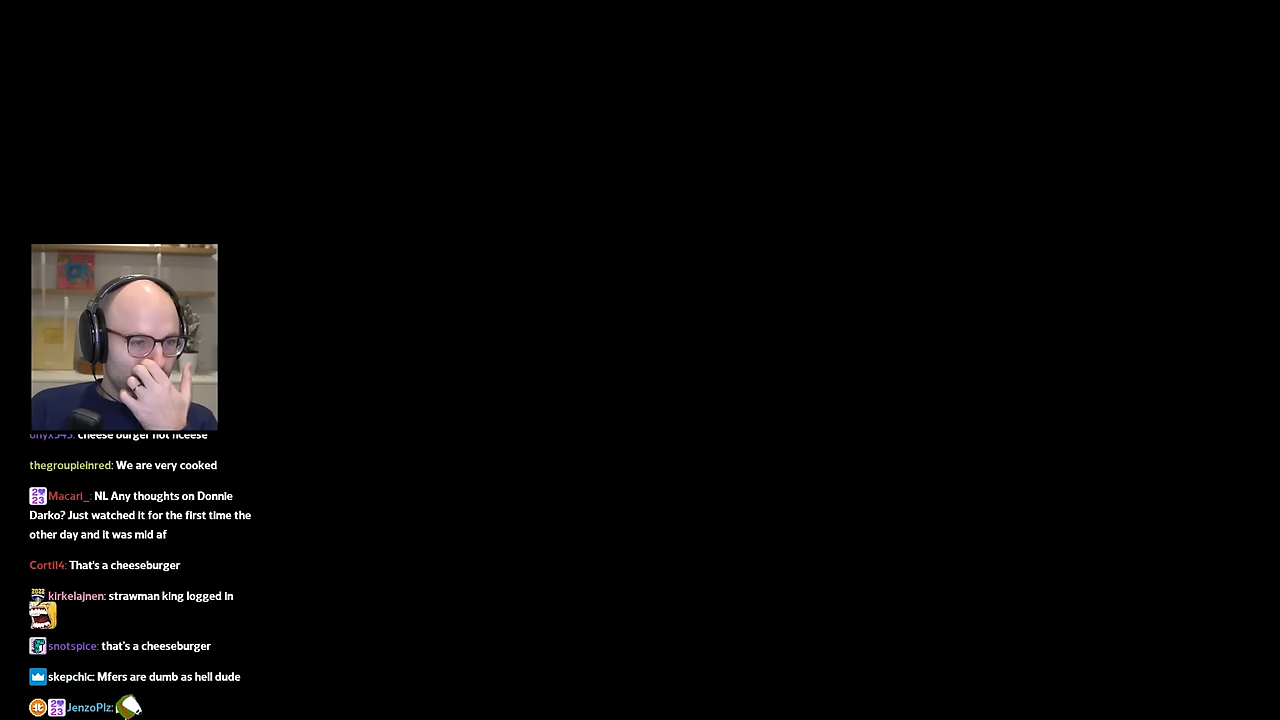 onyx345: cheese burger not hceese
thegroupieinred: We are very cooked
Macari_: NL Any thoughts on Donnie
Darko? Just watched it for the first time the
other day and it was mid af
Cortil4: That's a cheeseburger
kirkelajnen: strawman king logged in
snotspice: that's a cheeseburger
skepchic: Mfers are dumb as hell dude
JenzoPlz: